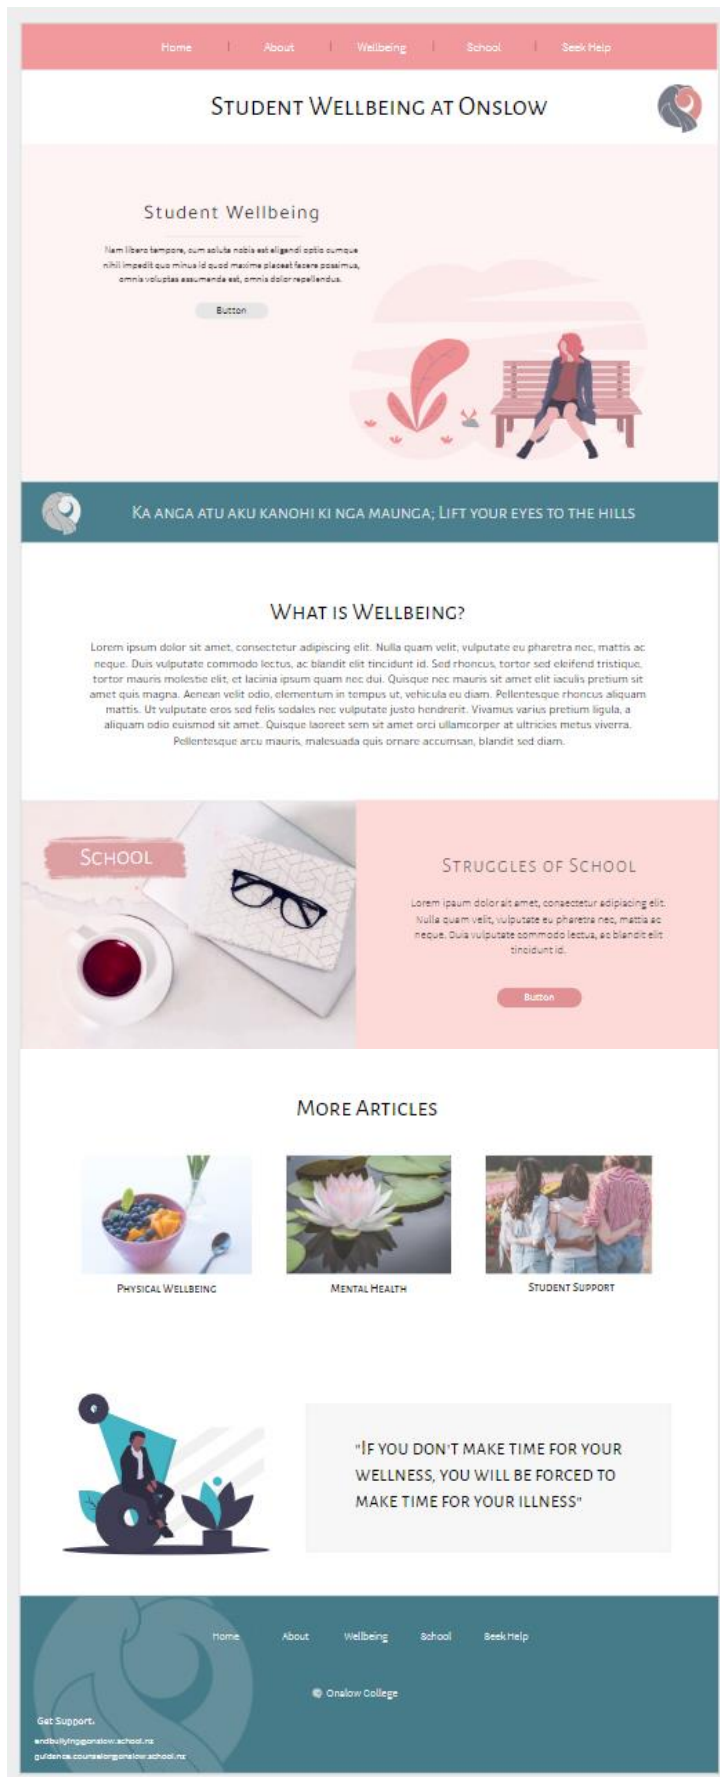 Home | About | Wellbeing | School | Seek Help
Student Wellbeing at Onslow
Student Wellbeing
Nam libero tempore, cum soluta nobis est eligendi optio cumque
nihil impedit quo minus id quod maxime placeat facere possimus,
omnis voluptas assumenda est, omnis dolor repellendus.
Button
Ka anga atu aku kanohi ki nga maunga; Lift your eyes to the hills
What is Wellbeing?
Lorem ipsum dolor sit amet, consectetur adipiscing elit. Nulla quam velit, vulputate eu pharetra nec, mattis ac
neque. Duis vulputate commodo lectus, ac blandit elit tincidunt id. Sed rhoncus, tortor sed eleifend tristique,
tortor mauris molestie elit, et lacinia ipsum quam nec dui. Quisque nec mauris sit amet elit iaculis pretium sit
amet quis magna. Aenean velit odio, elementum in tempus ut, vehicula eu diam. Pellentesque rhoncus aliquam
mattis. Ut vulputate eros sed felis sodales nec vulputate justo hendrerit. Vivamus varius pretium ligula, a
aliquam odio euismod sit amet. Quisque laoreet sem sit amet orci ullamcorper at ultricies metus viverra.
Pellentesque arcu mauris, malesuada quis ornare accumsan, blandit sed diam.
School
Struggles of School
Lorem ipsum dolor sit amet, consectetur adipiscing elit.
Nulla quam velit, vulputate eu pharetra nec, mattis ac
neque. Duis vulputate commodo lectus, ac blandit elit
tincidunt id.
Button
More Articles
Physical Wellbeing
Mental Health
Student Support
"If you don't make time for your
wellness, you will be forced to
make time for your illness"
Home About Wellbeing School Seek Help
Onslow College
Get Support.
endbullying@onslow.school.nz
guidance.counselor@onslow.school.nz